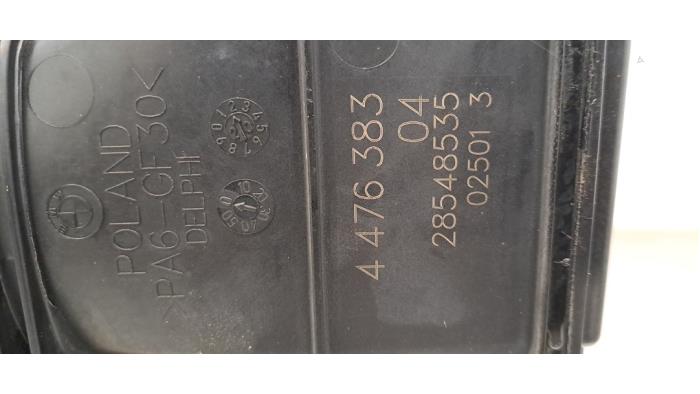 POLAND
>PA6-GF30<
DELPHI
4 476 383
04
28548535
02501 3